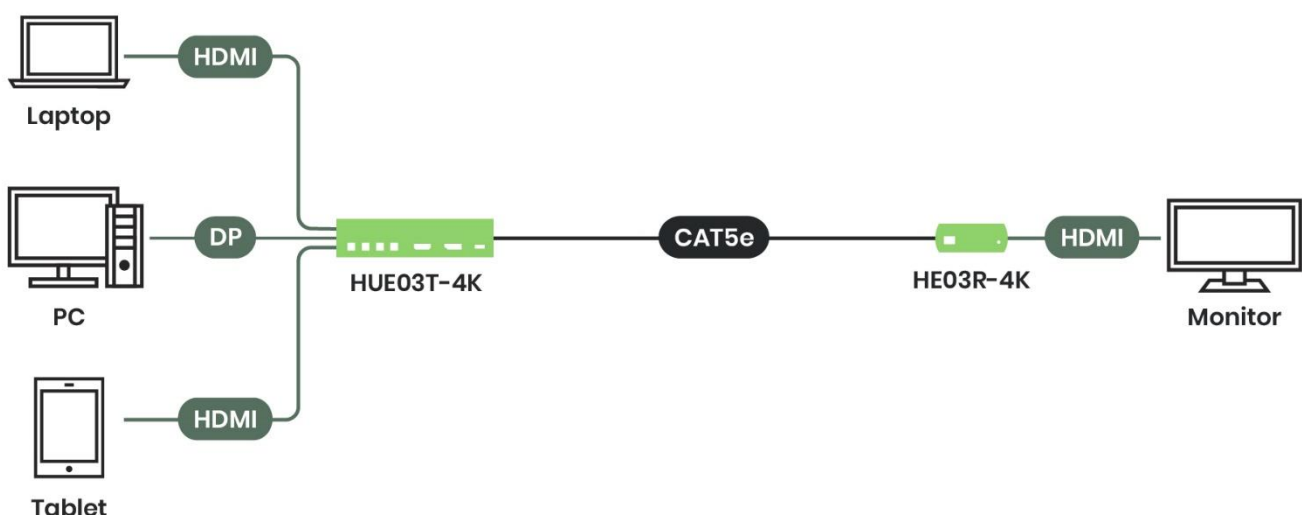 HDMI
Laptop
DP
PC
HUE03T-4K
CAT5e
HE03R-4K
HDMI
Monitor
HDMI
Tablet